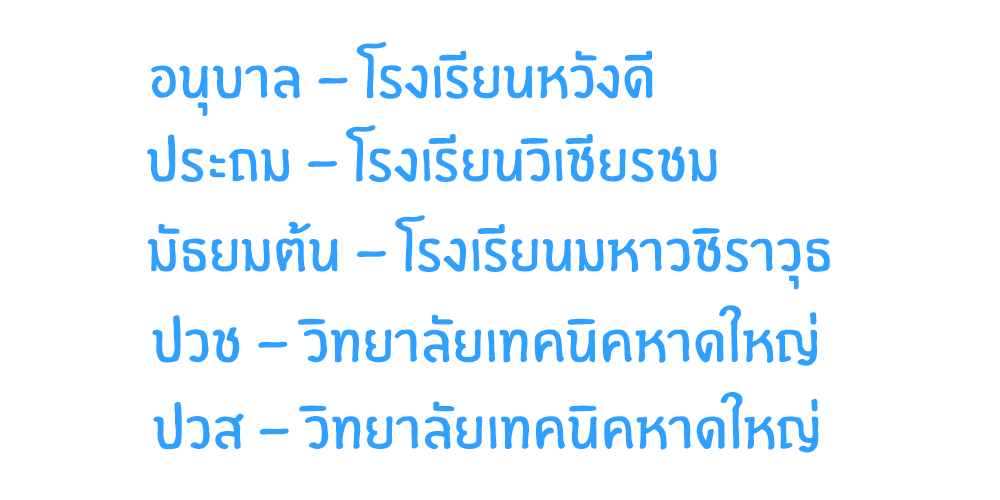 อนุบาล – โรงเรียนหวังดี
ประถม – โรงเรียนวิเชียรชม
มัธยมต้น – โรงเรียนมหาวชิราวุธ
ปวช – วิทยาลัยเทคนิคหาดใหญ่
ปวส – วิทยาลัยเทคนิคหาดใหญ่